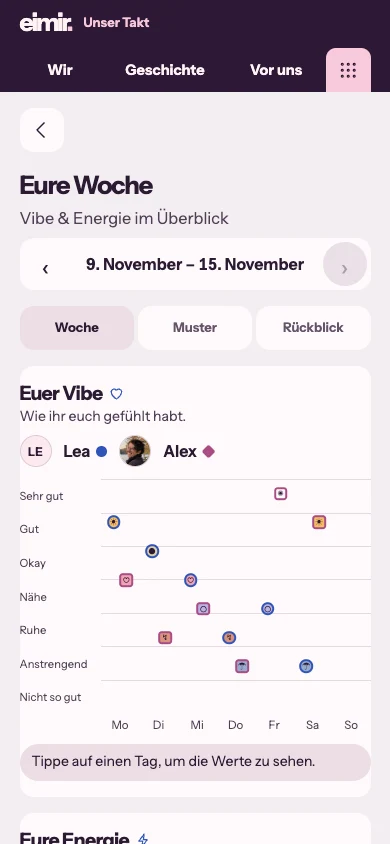 eimir. Unser Takt
Wir Geschichte Vor uns
Eure Woche
Vibe & Energie im Überblick
‹ 9. November – 15. November ›
Woche Muster Rückblick
Euer Vibe
Wie ihr euch gefühlt habt.
LE Lea Alex
Sehr gut
Gut
Okay
Nähe
Ruhe
Anstrengend
Nicht so gut
Mo Di Mi Do Fr Sa So
Tippe auf einen Tag, um die Werte zu sehen.
Eure Energie